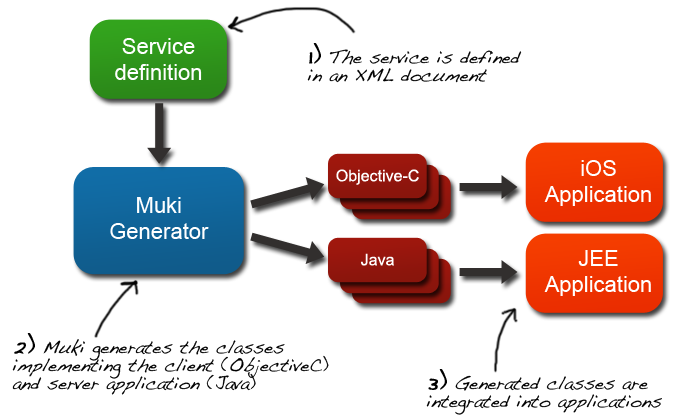 Service
definition
1) The service is defined
in an XML document
Muki
Generator
Objective-C
iOS
Application
Java
JEE
Application
2) Muki generates the classes
implementing the client (ObjectiveC)
and server application (Java)
3) Generated classes are
integrated into applications